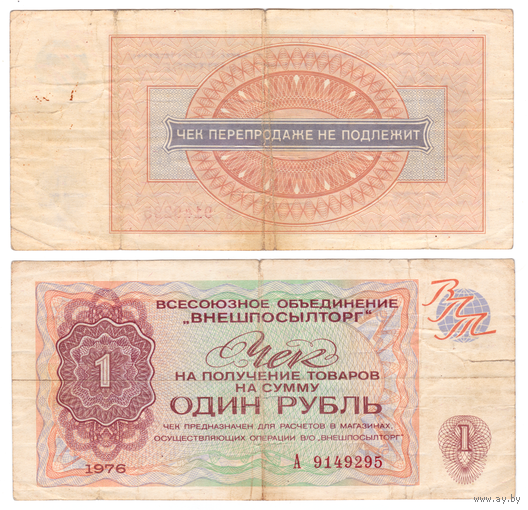 ЧЕК ПЕРЕПРОДАЖЕ НЕ ПОДЛЕЖИТ
ВСЕСОЮЗНОЕ ОБЪЕДИНЕНИЕ
„ВНЕШПОСЫЛТОРГ"
ВПТ
Чек
1
НА ПОЛУЧЕНИЕ ТОВАРОВ
НА СУММУ
ОДИН РУБЛЬ
ЧЕК ПРЕДНАЗНАЧЕН ДЛЯ РАСЧЕТОВ В МАГАЗИНАХ,
ОСУЩЕСТВЛЯЮЩИХ ОПЕРАЦИИ В/О „ВНЕШПОСЫЛТОРГ"
1
1976
А 9149295
www.ay.by